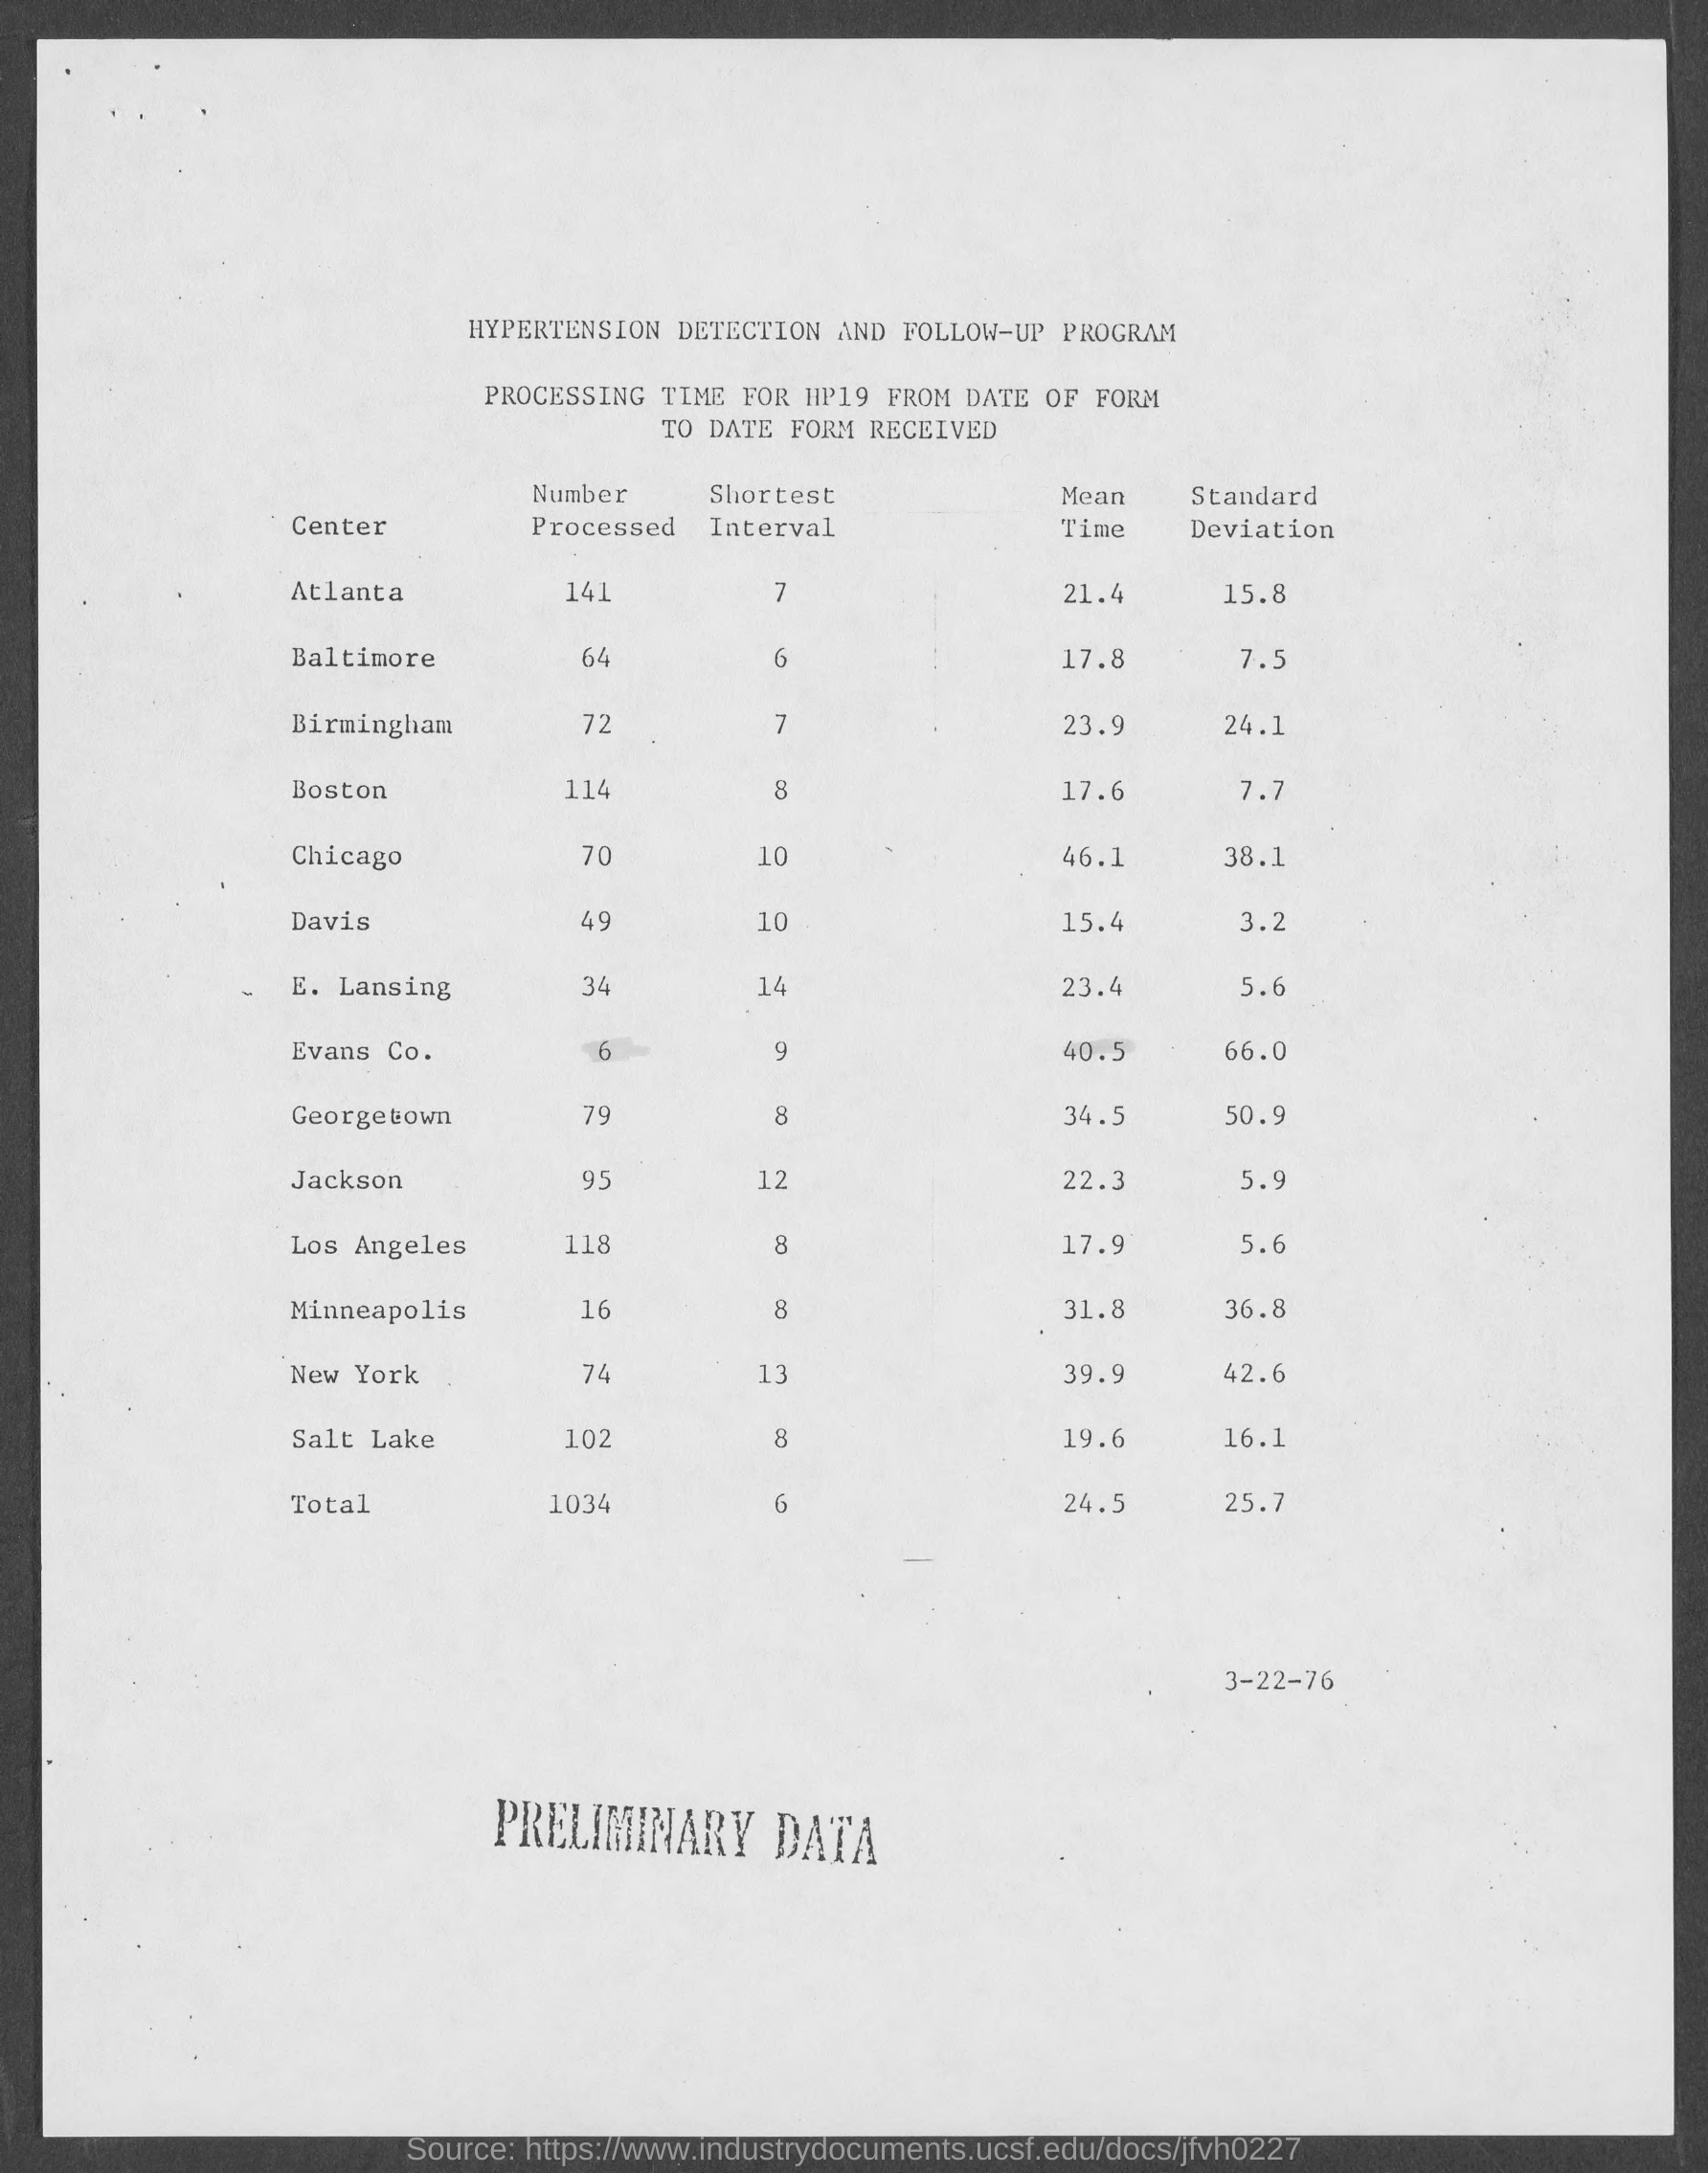 HYPERTENSION DETECTION AND FOLLOW-UP PROGRAM
PROCESSING TIME FOR HP19 FROM DATE OF FORM
TO DATE FORM RECEIVED
Center Number Processed Shortest Interval Mean Time Standard Deviation
Atlanta 141 7 21.4 15.8
Baltimore 64 6 17.8 7.5
Birmingham 72 7 23.9 24.1
Boston 114 8 17.6 7.7
Chicago 70 10 46.1 38.1
Davis 49 10 15.4 3.2
E. Lansing 34 14 23.4 5.6
Evans Co. 6 9 40.5 66.0
Georgetown 79 8 34.5 50.9
Jackson 95 12 22.3 5.9
Los Angeles 118 8 17.9 5.6
Minneapolis 16 8 31.8 36.8
New York 74 13 39.9 42.6
Salt Lake 102 8 19.6 16.1
Total 1034 6 24.5 25.7
3-22-76
PRELIMINARY DATA
Source: https://www.industrydocuments.ucsf.edu/docs/jfvh0227